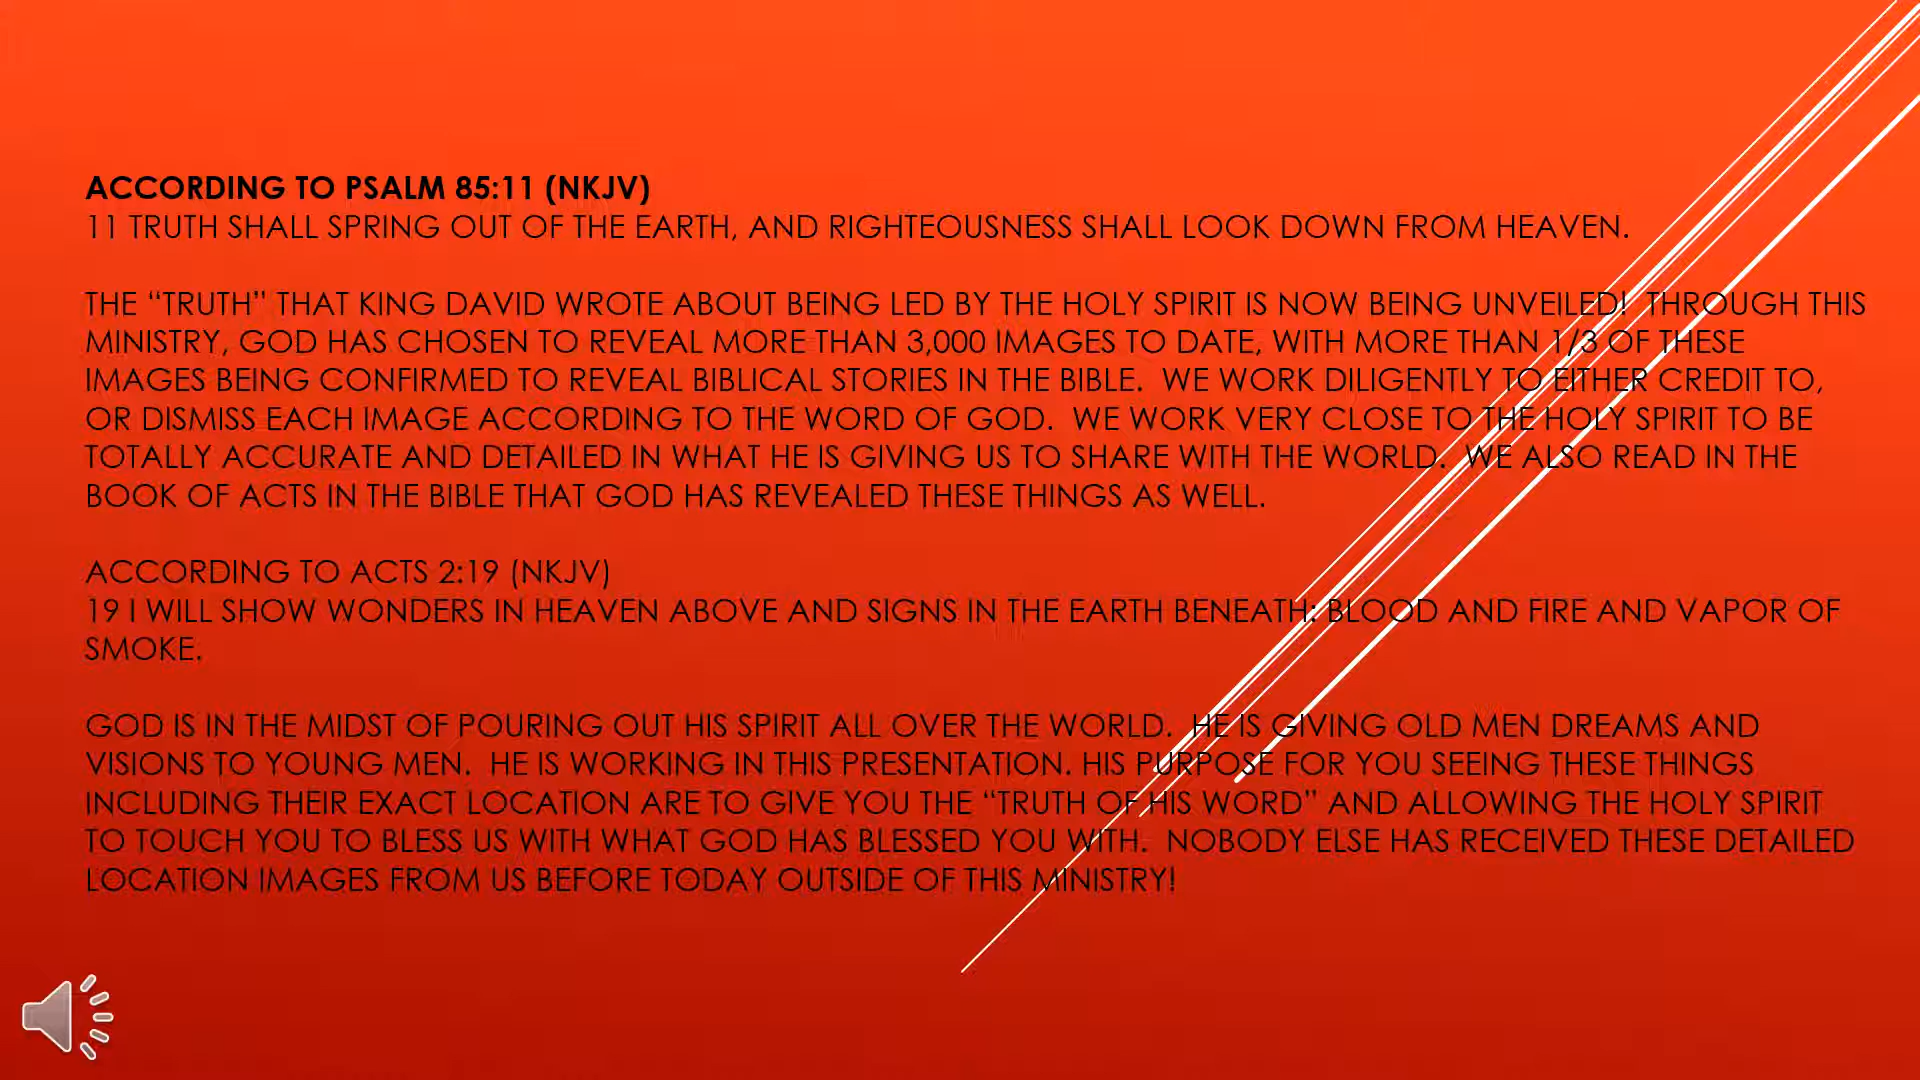 ACCORDING TO PSALM 85:11 (NKJV)
11 TRUTH SHALL SPRING OUT OF THE EARTH, AND RIGHTEOUSNESS SHALL LOOK DOWN FROM HEAVEN.
THE “TRUTH” THAT KING DAVID WROTE ABOUT BEING LED BY THE HOLY SPIRIT IS NOW BEING UNVEILED!  THROUGH THIS
MINISTRY, GOD HAS CHOSEN TO REVEAL MORE THAN 3,000 IMAGES TO DATE, WITH MORE THAN 1/3 OF THESE
IMAGES BEING CONFIRMED TO REVEAL BIBLICAL STORIES IN THE BIBLE.  WE WORK DILIGENTLY TO EITHER CREDIT TO,
OR DISMISS EACH IMAGE ACCORDING TO THE WORD OF GOD.  WE WORK VERY CLOSE TO THE HOLY SPIRIT TO BE
TOTALLY ACCURATE AND DETAILED IN WHAT HE IS GIVING US TO SHARE WITH THE WORLD.  WE ALSO READ IN THE
BOOK OF ACTS IN THE BIBLE THAT GOD HAS REVEALED THESE THINGS AS WELL.
ACCORDING TO ACTS 2:19 (NKJV)
19 I WILL SHOW WONDERS IN HEAVEN ABOVE AND SIGNS IN THE EARTH BENEATH: BLOOD AND FIRE AND VAPOR OF
SMOKE.
GOD IS IN THE MIDST OF POURING OUT HIS SPIRIT ALL OVER THE WORLD.  HE IS GIVING OLD MEN DREAMS AND
VISIONS TO YOUNG MEN.  HE IS WORKING IN THIS PRESENTATION. HIS PURPOSE FOR YOU SEEING THESE THINGS
INCLUDING THEIR EXACT LOCATION ARE TO GIVE YOU THE “TRUTH OF HIS WORD” AND ALLOWING THE HOLY SPIRIT
TO TOUCH YOU TO BLESS US WITH WHAT GOD HAS BLESSED YOU WITH.  NOBODY ELSE HAS RECEIVED THESE DETAILED
LOCATION IMAGES FROM US BEFORE TODAY OUTSIDE OF THIS MINISTRY!